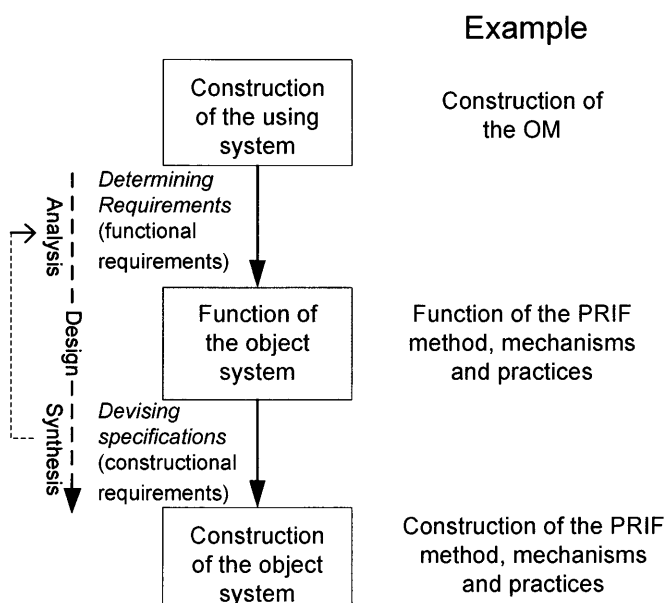 Example
Construction
of the using
system
Construction of
the OM
Determining
Requirements
(functional
requirements)
Analysis
Function of
the object
system
Function of the PRIF
method, mechanisms
and practices
Design
Devising
specifications
(constructional
requirements)
Synthesis
Construction
of the object
system
Construction of the PRIF
method, mechanisms
and practices